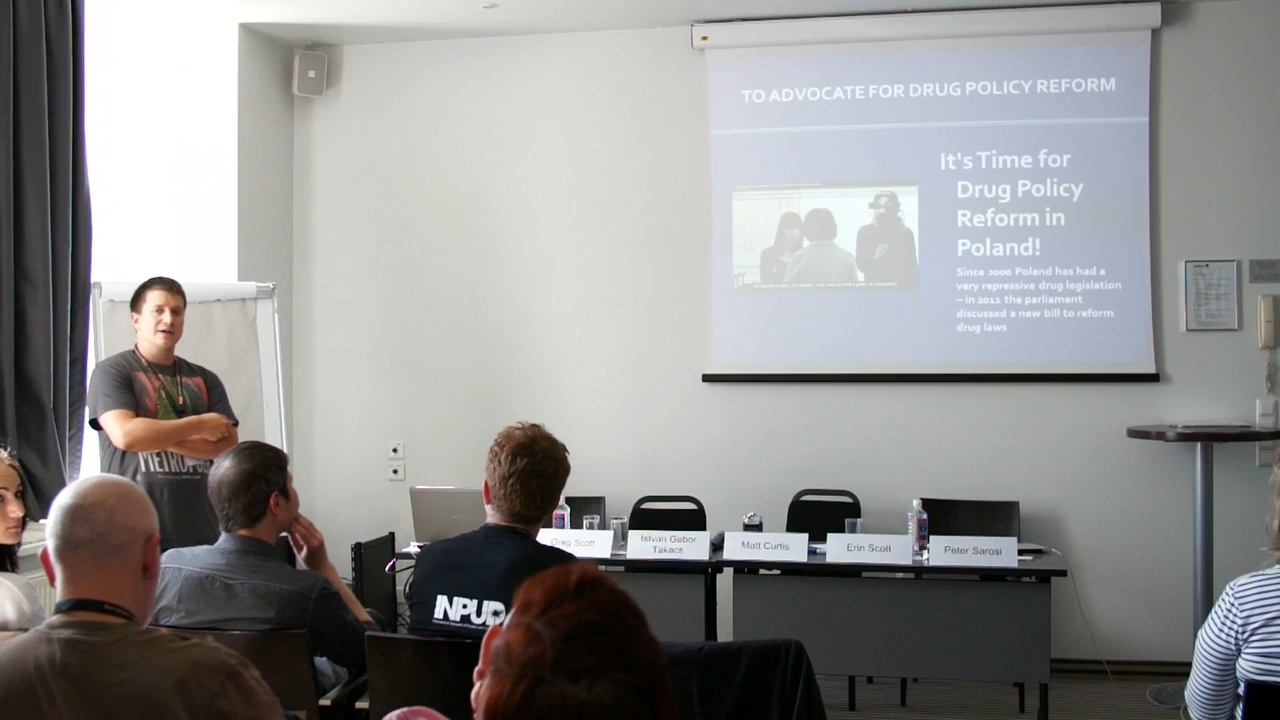 TO ADVOCATE FOR DRUG POLICY REFORM
It's Time for
Drug Policy
Reform in
Poland!
Since 2000 Poland has had a
very repressive drug legislation
– in 2011 the parliament
discussed a new bill to reform
drug laws
METROPOLIS
Greg Scott
Istvan Gabor
Takacs
Matt Curtis
Erin Scott
Peter Sarosi
INPUD